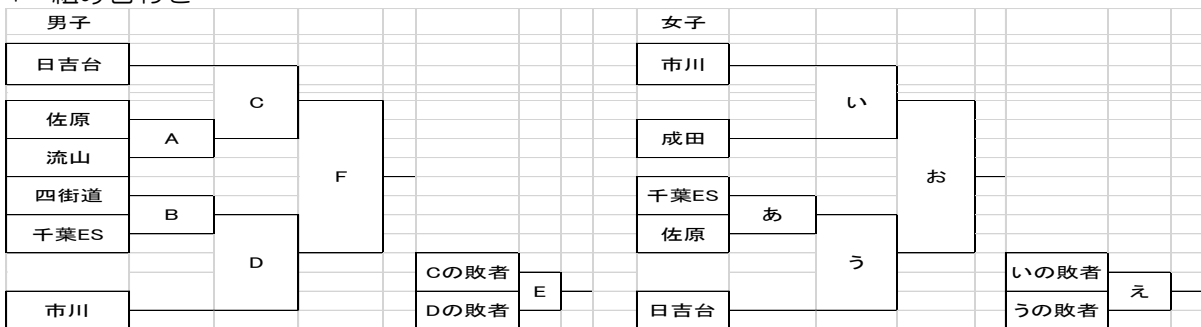 男子 女子
日吉台 市川
C い
佐原
A 成田
流山
F お
四街道 千葉ES
B あ
千葉ES 佐原
D う
Cの敗者 いの敗者
E え
市川 Dの敗者 日吉台 うの敗者